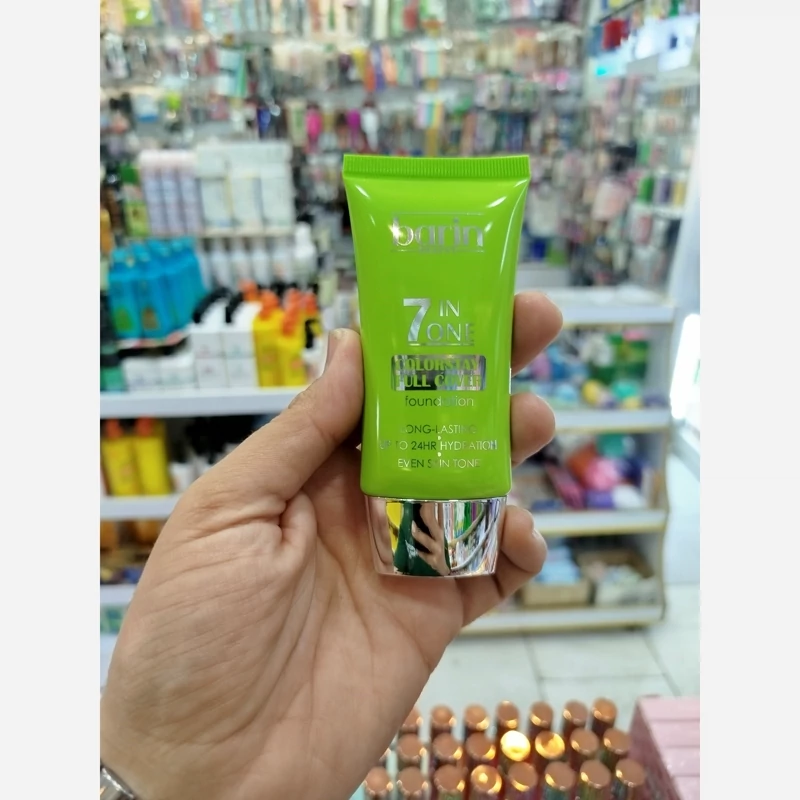 barin
7 IN
ONE
COLORSTAY
FULL COVER
foundation
LONG-LASTING
UP TO 24HR HYDRATION
EVEN SKIN TONE